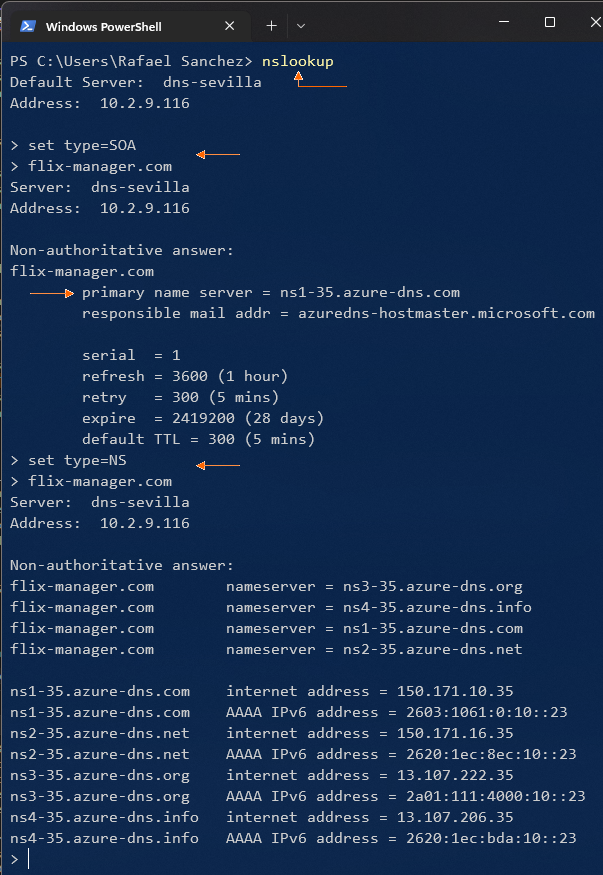 Windows PowerShell
PS C:\Users\Rafael Sanchez> nslookup
Default Server:  dns-sevilla
Address:  10.2.9.116

> set type=SOA
> flix-manager.com
Server:  dns-sevilla
Address:  10.2.9.116

Non-authoritative answer:
flix-manager.com
        primary name server = ns1-35.azure-dns.com
        responsible mail addr = azuredns-hostmaster.microsoft.com

        serial  = 1
        refresh = 3600 (1 hour)
        retry   = 300 (5 mins)
        expire  = 2419200 (28 days)
        default TTL = 300 (5 mins)
> set type=NS
> flix-manager.com
Server:  dns-sevilla
Address:  10.2.9.116

Non-authoritative answer:
flix-manager.com        nameserver = ns3-35.azure-dns.org
flix-manager.com        nameserver = ns4-35.azure-dns.info
flix-manager.com        nameserver = ns1-35.azure-dns.com
flix-manager.com        nameserver = ns2-35.azure-dns.net

ns1-35.azure-dns.com    internet address = 150.171.10.35
ns1-35.azure-dns.com    AAAA IPv6 address = 2603:1061:0:10::23
ns2-35.azure-dns.net    internet address = 150.171.16.35
ns2-35.azure-dns.net    AAAA IPv6 address = 2620:1ec:8ec:10::23
ns3-35.azure-dns.org    internet address = 13.107.222.35
ns3-35.azure-dns.org    AAAA IPv6 address = 2a01:111:4000:10::23
ns4-35.azure-dns.info   internet address = 13.107.206.35
ns4-35.azure-dns.info   AAAA IPv6 address = 2620:1ec:bda:10::23
>